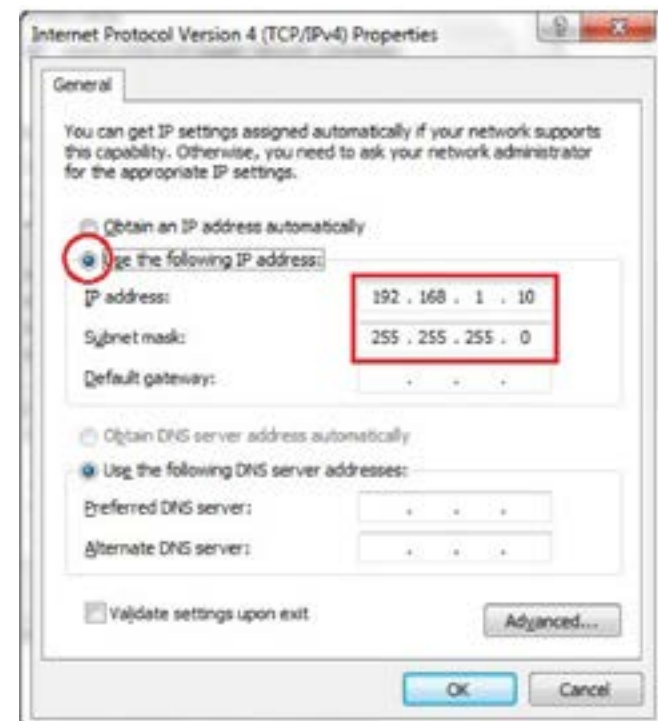 Internet Protocol Version 4 (TCP/IPv4) Properties
General
You can get IP settings assigned automatically if your network supports
this capability. Otherwise, you need to ask your network administrator
for the appropriate IP settings.
Obtain an IP address automatically
Use the following IP address:
IP address: 192 . 168 . 1 . 10
Subnet mask: 255 . 255 . 255 . 0
Default gateway: . . .
Obtain DNS server address automatically
Use the following DNS server addresses:
Preferred DNS server: . . .
Alternate DNS server: . . .
Validate settings upon exit
Advanced...
OK Cancel